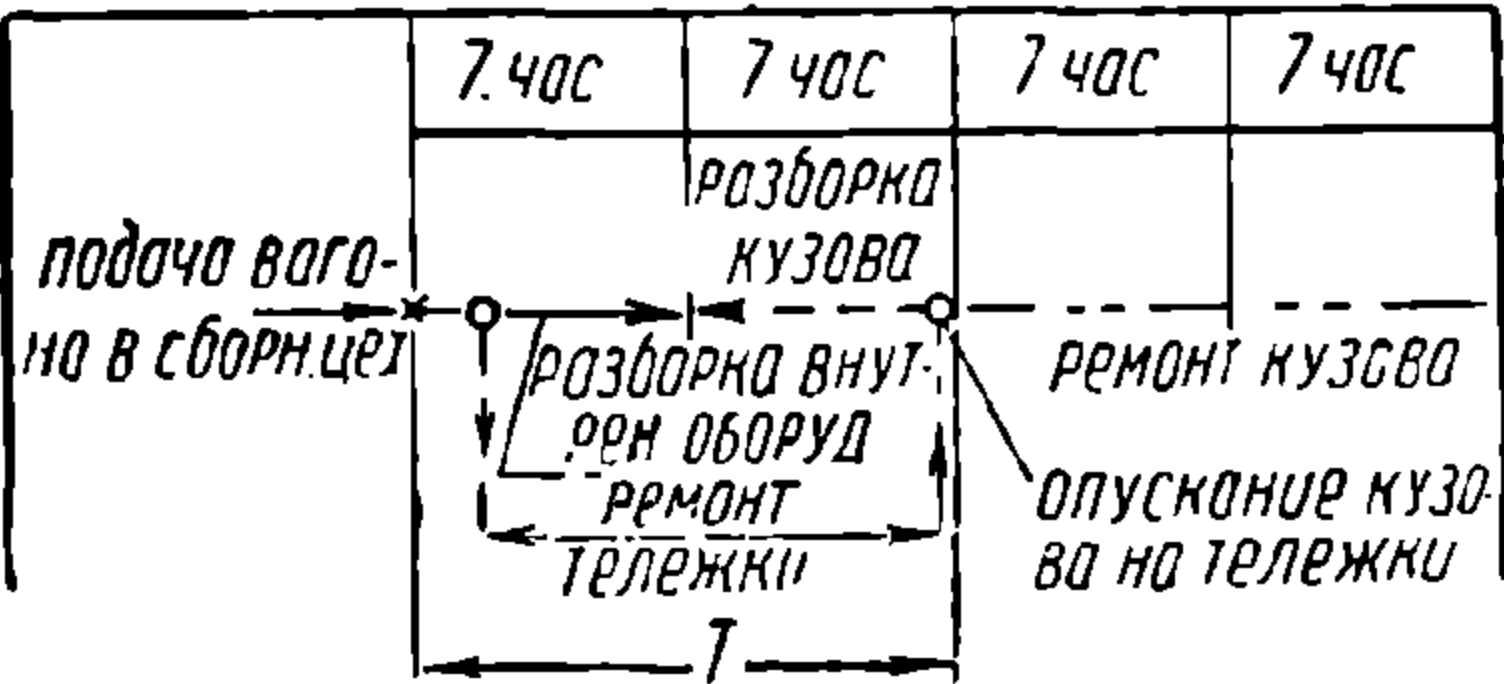 7. час 7 час 7 час 7 час
разборка
кузова
подача ваго-
на в сборн.цех
разборка внут-
рен оборуд
ремонт кузова
ремонт
тележки
опускание кузо-
ва на тележки
Т